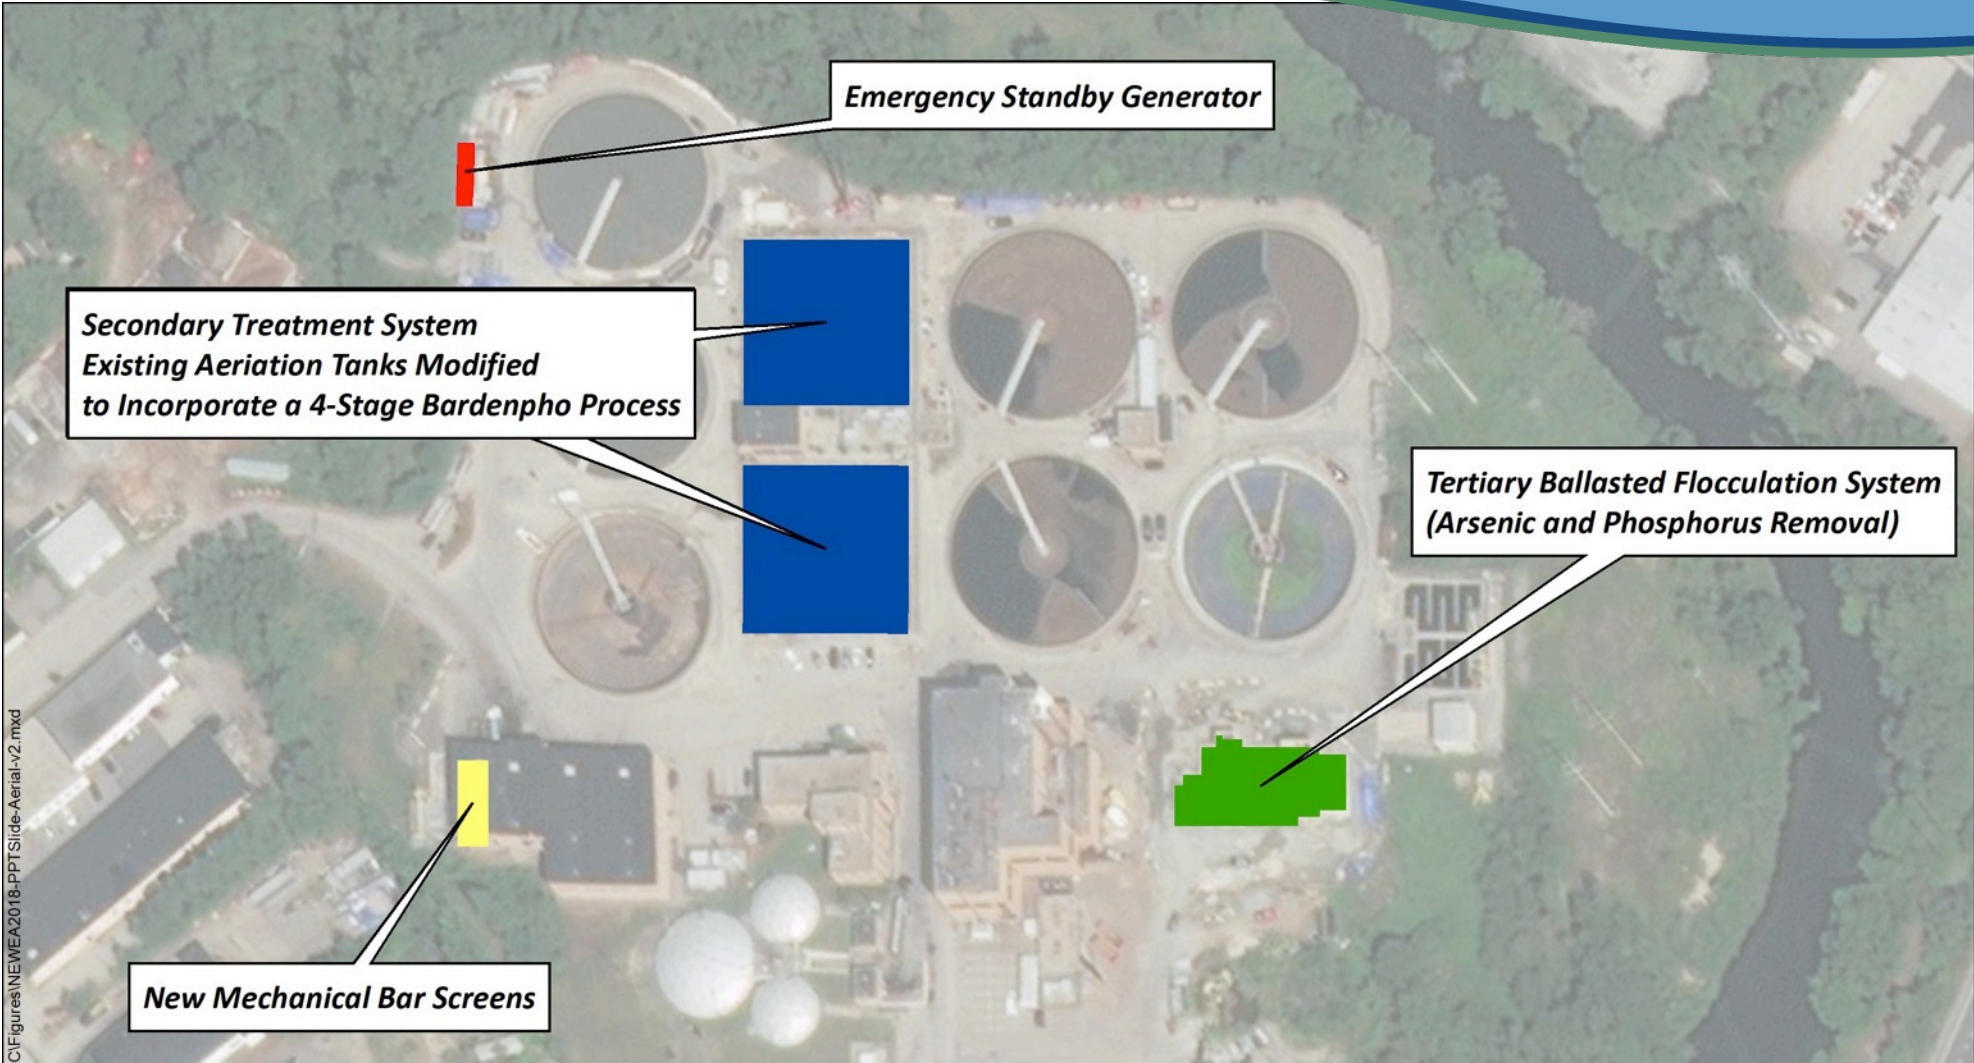 Emergency Standby Generator
Secondary Treatment System
Existing Aeriation Tanks Modified
to Incorporate a 4-Stage Bardenpho Process
Tertiary Ballasted Flocculation System
(Arsenic and Phosphorus Removal)
New Mechanical Bar Screens
C\Figures\NEWEA2018-PPTSlide-Aerial-v2.mxd